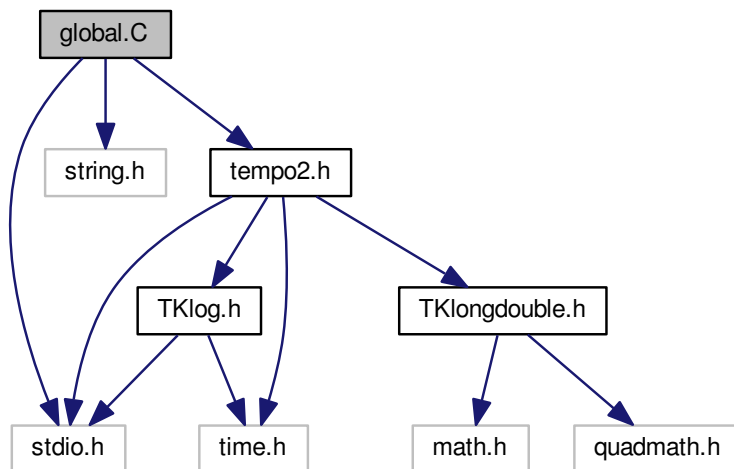 global.C
string.h
tempo2.h
TKlog.h
TKlongdouble.h
stdio.h
time.h
math.h
quadmath.h